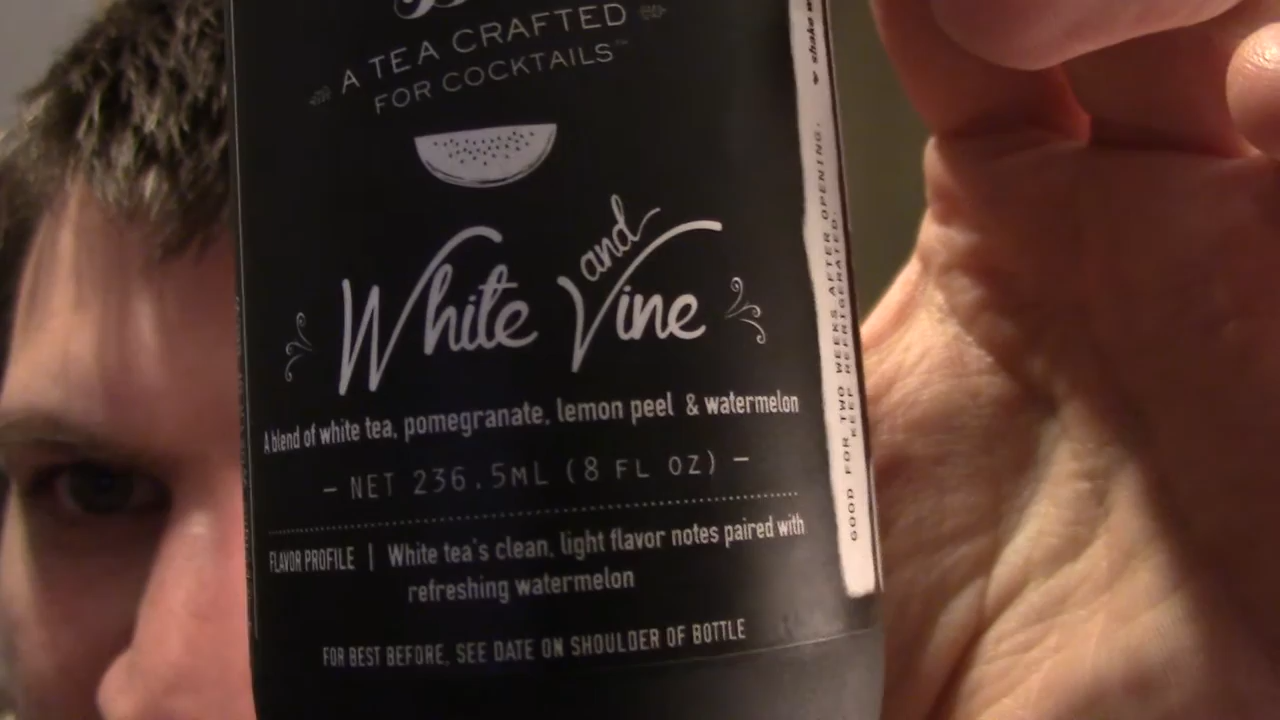 A TEA CRAFTED
FOR COCKTAILS™
White and Vine
A blend of white tea, pomegranate, lemon peel & watermelon
– NET 236.5mL (8 FL OZ) –
FLAVOR PROFILE | White tea's clean, light flavor notes paired with
refreshing watermelon
FOR BEST BEFORE, SEE DATE ON SHOULDER OF BOTTLE
shake
GOOD FOR TWO WEEKS AFTER OPENING.
KEEP REFRIGERATED.